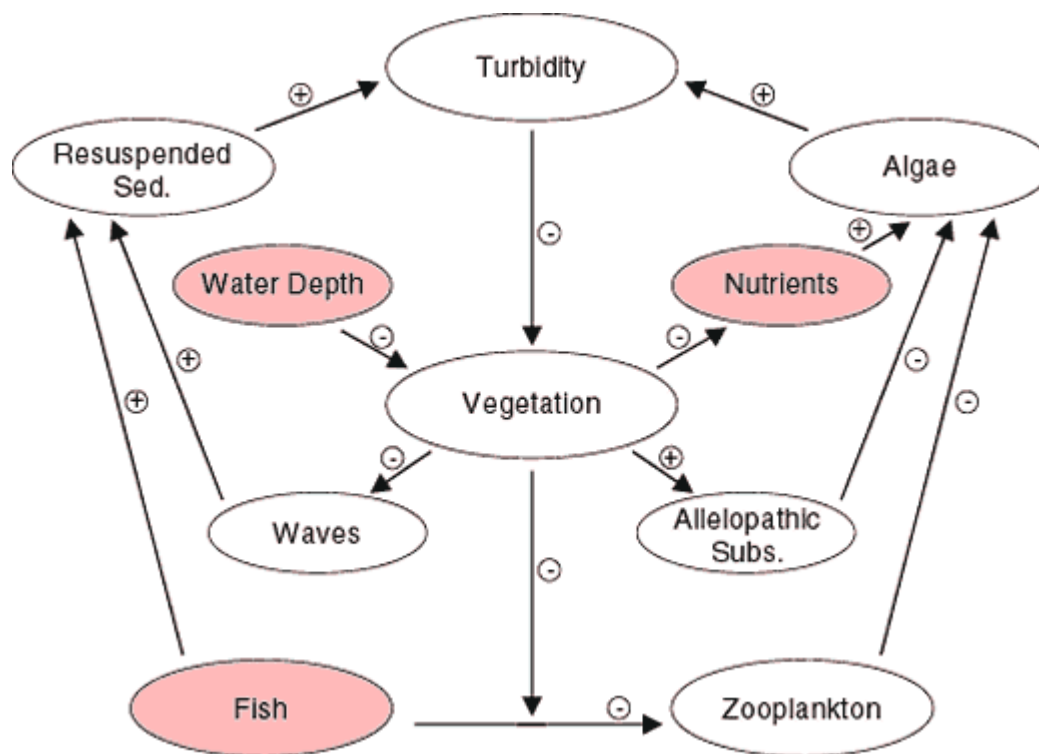 Turbidity
+
+
Resuspended
Sed.
Algae
-
+
Water Depth
Nutrients
-
-
+
-
Vegetation
+
-
-
+
Waves
Allelopathic
Subs.
-
Fish
-
Zooplankton